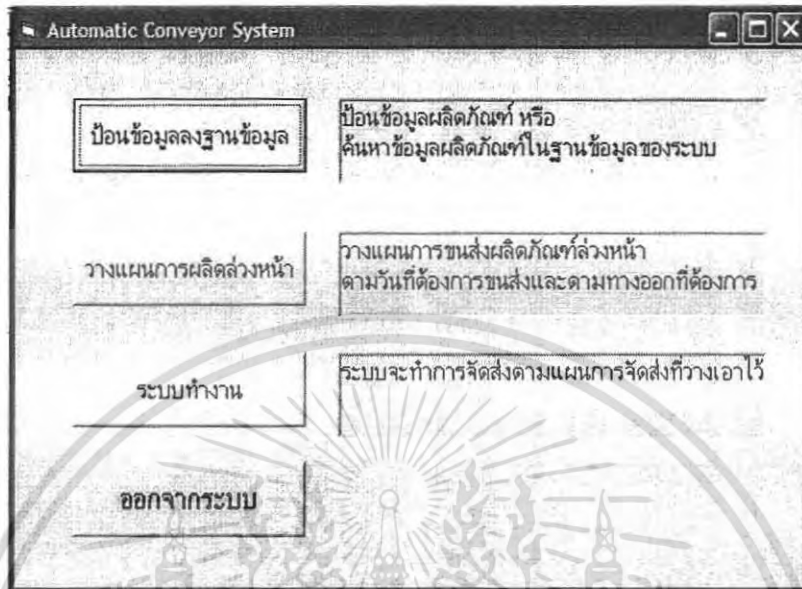 Automatic Conveyor System
ป้อนข้อมูลลงฐานข้อมูล
ป้อนข้อมูลผลิตภัณฑ์ หรือ
ค้นหาข้อมูลผลิตภัณฑ์ในฐานข้อมูลของระบบ
วางแผนการผลิตล่วงหน้า
วางแผนการขนส่งผลิตภัณฑ์ล่วงหน้า
ตามวันที่ต้องการขนส่งและตามทางออกที่ต้องการ
ระบบทำงาน
ระบบจะทำการจัดส่งตามแผนการจัดส่งที่วางเอาไว้
ออกจากระบบ